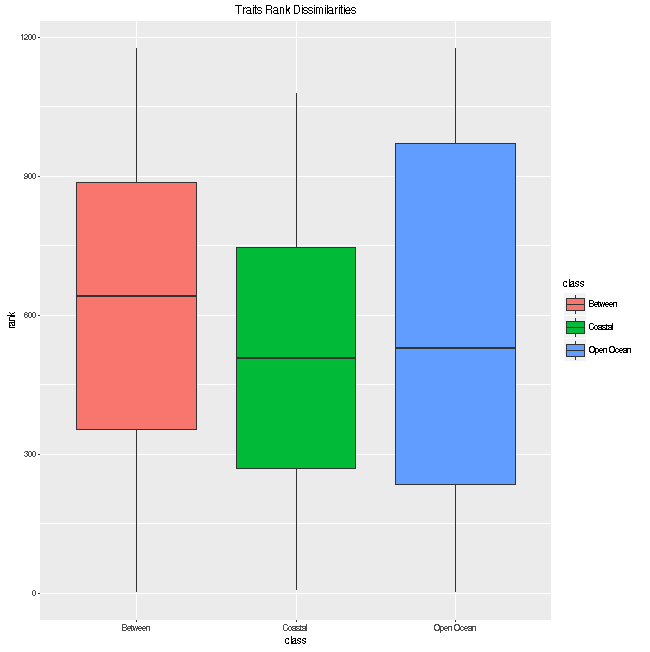 Traits Rank Dissimilarities
1200
900
600
300
0
rank
Between
Coastal
Open Ocean
class
class
Between
Coastal
Open Ocean